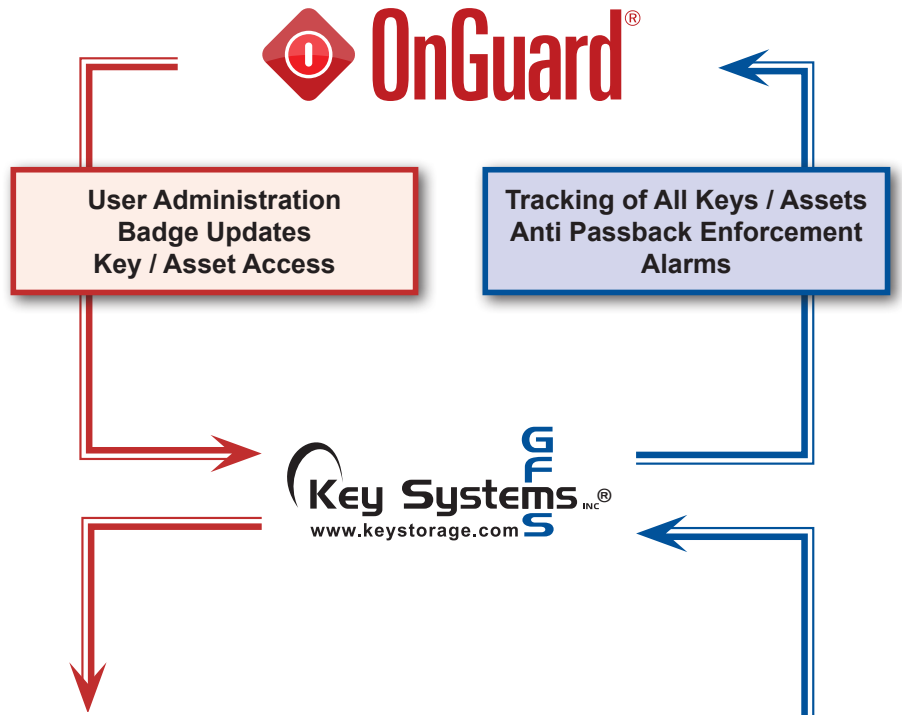 OnGuard®
User Administration
Badge Updates
Key / Asset Access
Tracking of All Keys / Assets
Anti Passback Enforcement
Alarms
GFMS
Key Systems INC®
www.keystorage.com